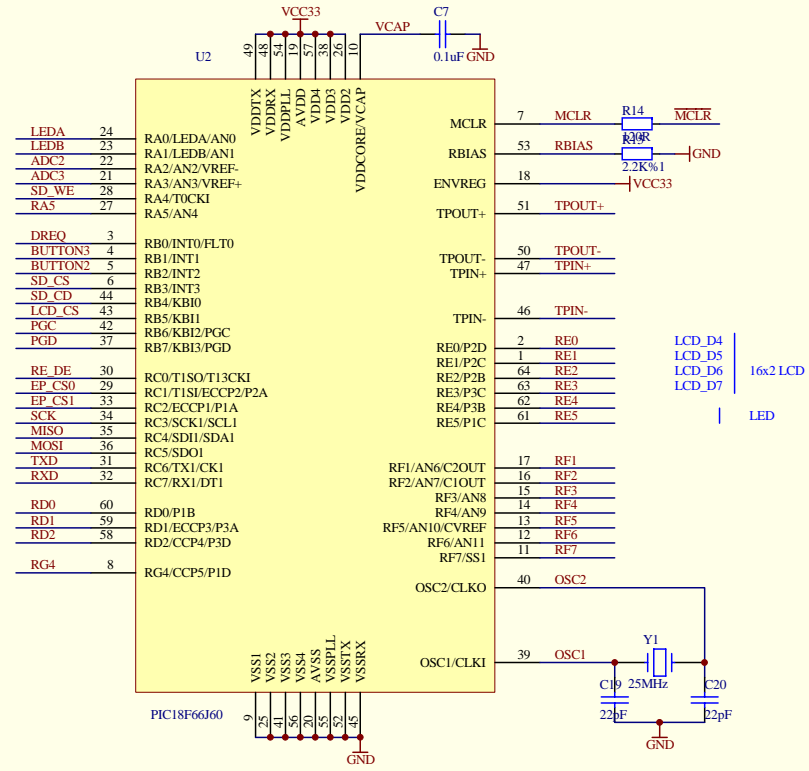 VCC33
VCAP
C7
0.1uF
GND
U2
49
48
54
19
57
38
26
10
VDDTX
VDDRX
VDDPLL
AVDD
VDD4
VDD3
VDD2
VDDCORE/VCAP
LEDA 24 RA0/LEDA/AN0
LEDB 23 RA1/LEDB/AN1
ADC2 22 RA2/AN2/VREF-
ADC3 21 RA3/AN3/VREF+
SD_WE 28 RA4/T0CKI
RA5 27 RA5/AN4
DREQ 3 RB0/INT0/FLT0
BUTTON3 4 RB1/INT1
BUTTON2 5 RB2/INT2
SD_CS 6 RB3/INT3
SD_CD 44 RB4/KBI0
LCD_CS 43 RB5/KBI1
PGC 42 RB6/KBI2/PGC
PGD 37 RB7/KBI3/PGD
RE_DE 30 RC0/T1SO/T13CKI
EP_CS0 29 RC1/T1SI/ECCP2/P2A
EP_CS1 33 RC2/ECCP1/P1A
SCK 34 RC3/SCK1/SCL1
MISO 35 RC4/SDI1/SDA1
MOSI 36 RC5/SDO1
TXD 31 RC6/TX1/CK1
RXD 32 RC7/RX1/DT1
RD0 60 RD0/P1B
RD1 59 RD1/ECCP3/P3A
RD2 58 RD2/CCP4/P3D
RG4 8 RG4/CCP5/P1D
MCLR 7 MCLR R14 MCLR
120R
RBIAS 53 RBIAS R15 GND
2.2K%1
ENVREG 18 VCC33
TPOUT+ 51 TPOUT+
TPOUT- 50 TPOUT-
TPIN+ 47 TPIN+
TPIN- 46 TPIN-
RE0/P2D 2 RE0
RE1/P2C 1 RE1
RE2/P2B 64 RE2
RE3/P3C 63 RE3
RE4/P3B 62 RE4
RE5/P1C 61 RE5
LCD_D4
LCD_D5
LCD_D6
LCD_D7
16x2 LCD
LED
RF1/AN6/C2OUT 17 RF1
RF2/AN7/C1OUT 16 RF2
RF3/AN8 15 RF3
RF4/AN9 14 RF4
RF5/AN10/CVREF 13 RF5
RF6/AN11 12 RF6
RF7/SS1 11 RF7
OSC2/CLKO 40 OSC2
OSC1/CLKI 39 OSC1
Y1
25MHz
C19
22pF
C20
22pF
GND
VSS1
VSS2
VSS3
VSS4
AVSS
VSSPLL
VSSTX
VSSRX
PIC18F66J60
9
25
41
56
20
55
52
45
GND